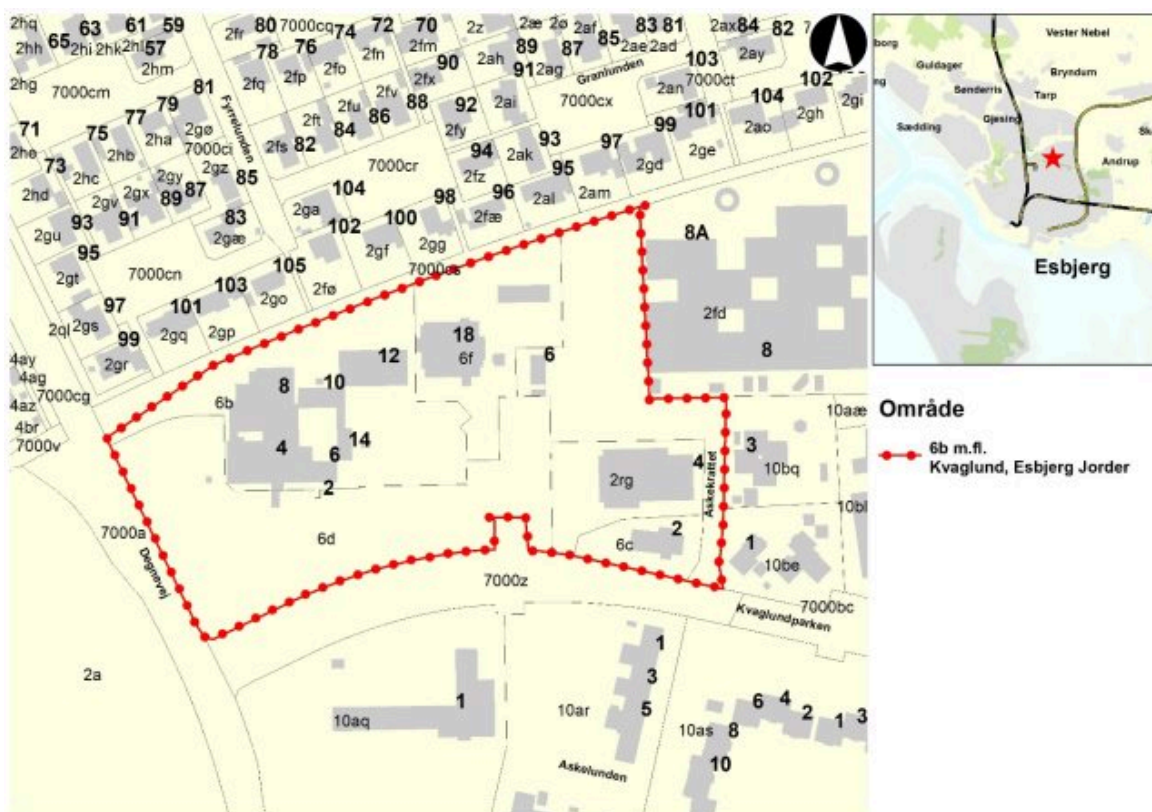 2hq 63 61 59 80 7000cq 74 72 70 2z 2æ 2ø 2af 83 81 2ax 84 82
65 2hi 2hk 2hl 57 2fr 78 76 2fo 2fn 2fm 89 87 85 2ae 2ad 2ay
2hh 2hm 2fq 2fp 90 2ah 2ag Granlunden 103
2hg 7000cm 81 2fx 91 7000ct 102
79 Fyrrelunden 2fv 88 92 2ai 7000cx 2an 101 104 2gi
77 2gø 2fu 86 2fy 99 2ao 2gh
71 75 2ha 2ft 84 93 97
2hb 7000ci 2fs 82 7000cr 94 2ak 2gd 2ge
73 2hc 2gy 2gz 2fz 95
2hd 2gv 2gx 87 85 104 96 2al 2am
93 89 2ga 98 2fæ
2gu 91 83 102 100
95 2gæ 2gf 2gg 8A
2gt 7000cn 105 7000cs
103 2go 2fø
97 101 2gp
2ql 2gs 2gq 2fd
99 18
2gr 12 6f 6 8
4ay
4ag 7000cg 8 10
4az 6b
4br 10aæ
7000v 4 14 3
6 4 10bq
2 2rg Askekrattet
10bl
7000a 6d 2
6c 1
Degnevej 7000z 10be
7000bc
Kvaglundparken
2a 1
3
1 10ar 5 6 4 2 1 3
10aq 10as 8
10
Askelunden
Vester Nebel
Guldager
Bryndum
Sønderris Tarp
Gjesing
Sædding
Andrup
Esbjerg
Område
6b m.fl.
Kvaglund, Esbjerg Jorder